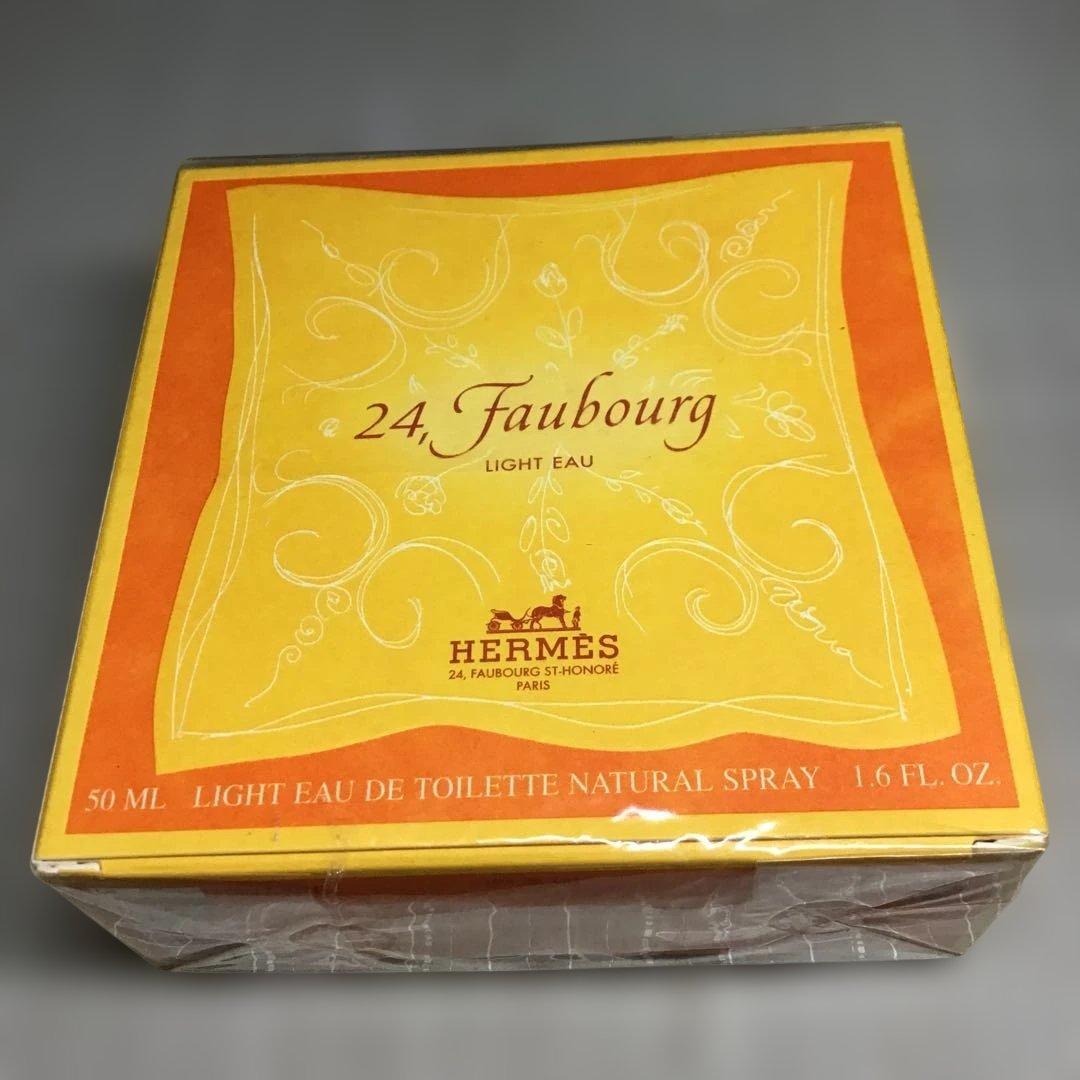 24, Faubourg
LIGHT EAU
HERMÈS
24, FAUBOURG ST-HONORÉ
PARIS
50 ML LIGHT EAU DE TOILETTE NATURAL SPRAY 1.6 FL. OZ.